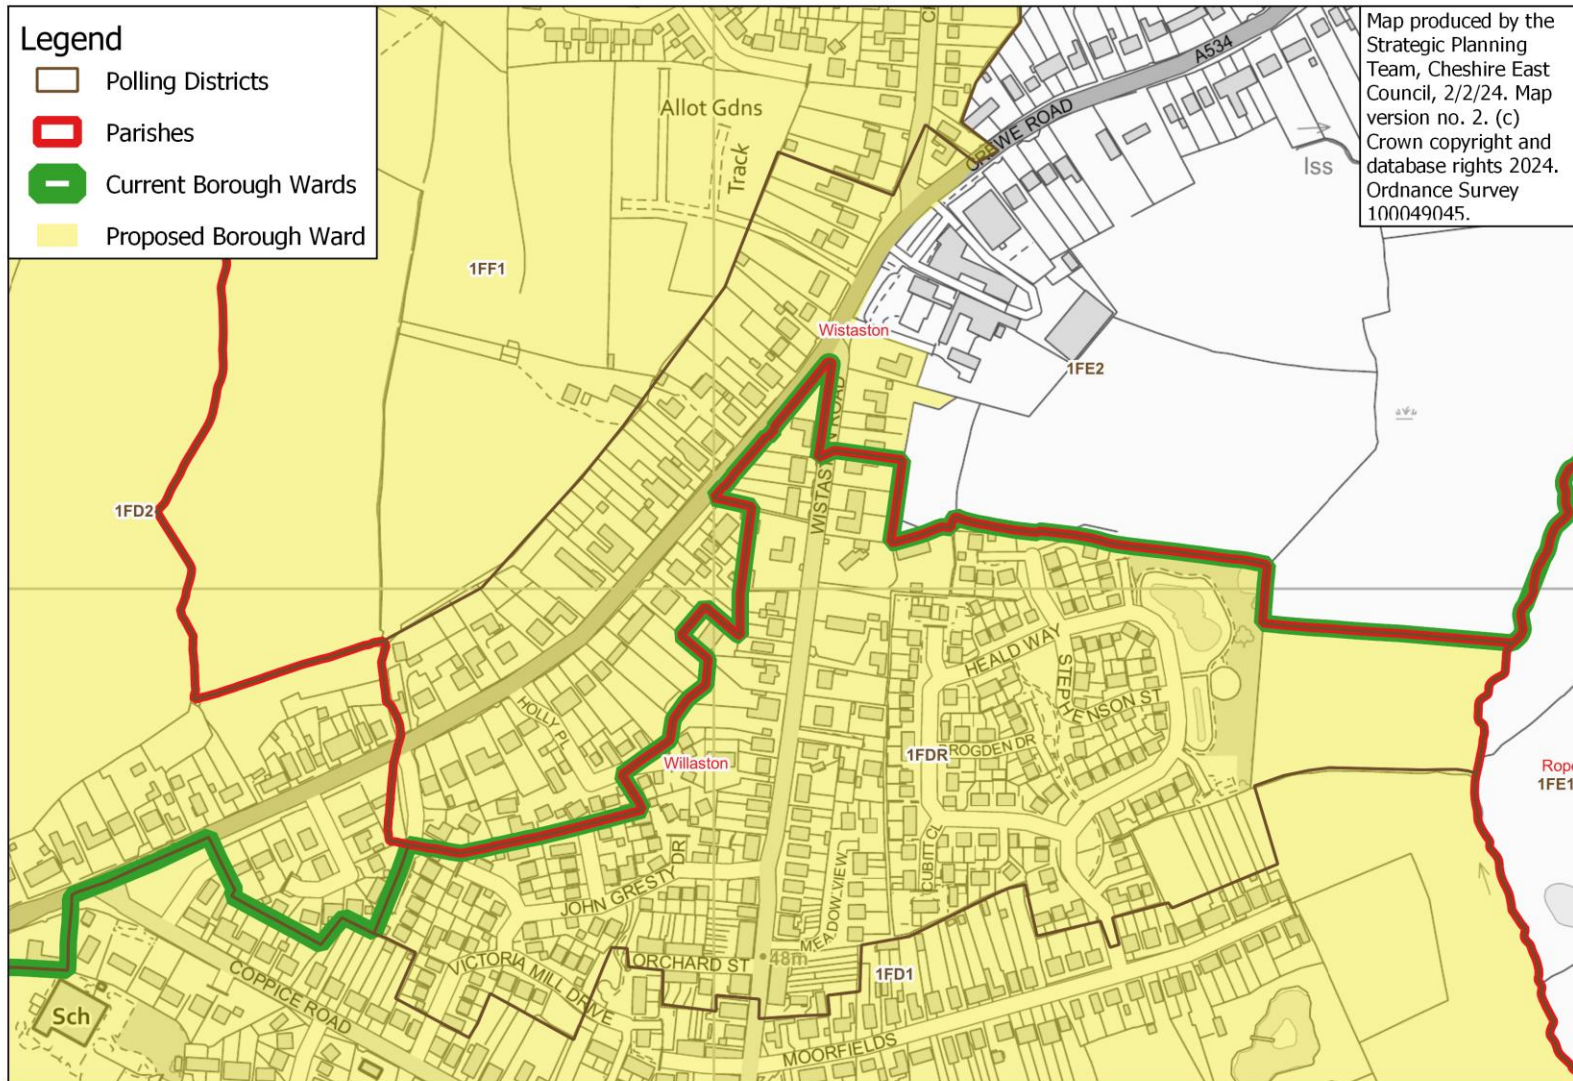 Legend
Polling Districts
Parishes
Current Borough Wards
Proposed Borough Ward
Map produced by the
Strategic Planning
Team, Cheshire East
Council, 2/2/24. Map
version no. 2. (c)
Crown copyright and
database rights 2024.
Ordnance Survey
100049045.
A534
CREWE ROAD
Allot Gdns
Track
Iss
1FF1
Wistaston
1FE2
WISTASTON ROAD
1FD2
HEALD WAY
STEPHENSON ST
HOLLY PL
Willaston
1FDR
ROGDEN DR
Rope
1FE1
CUBITT CL
JOHN GRESTY DR
MEADOW VIEW
ORCHARD ST
48m
1FD1
VICTORIA MILL DRIVE
COPPICE ROAD
Sch
MOORFIELDS